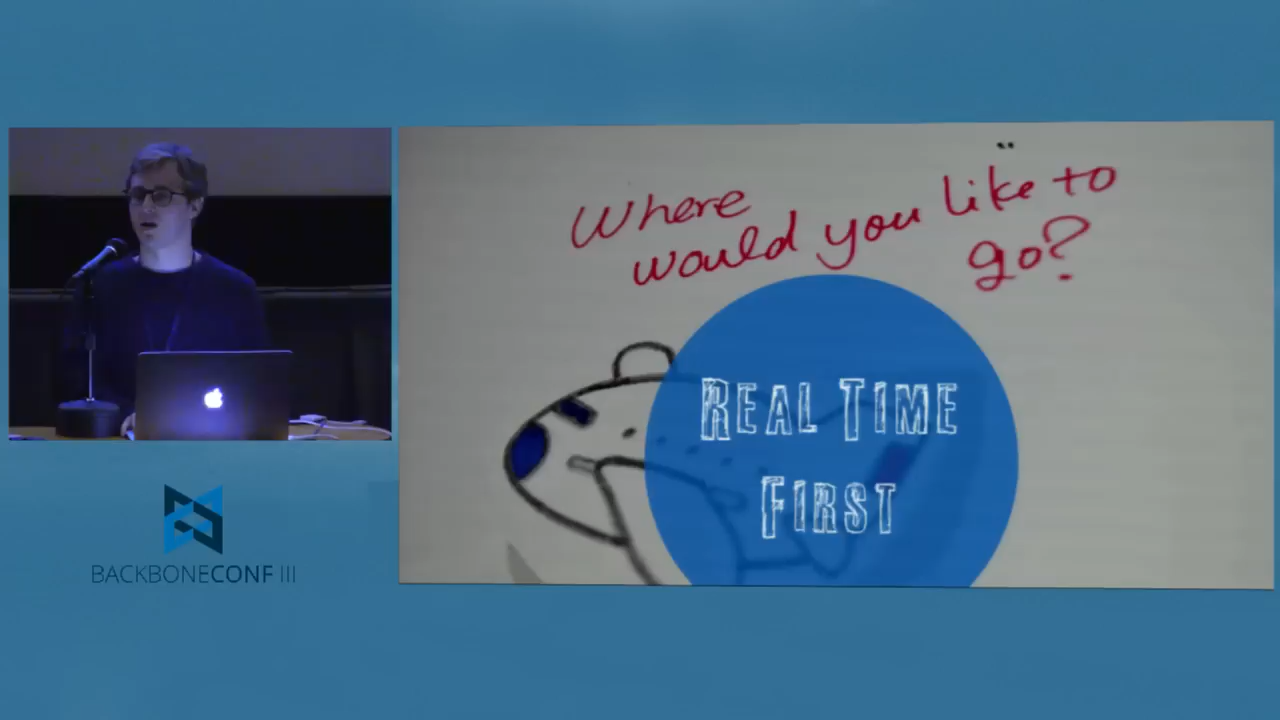 Where
would you like to
go?
REAL TIME
FIRST
BACKBONECONF III